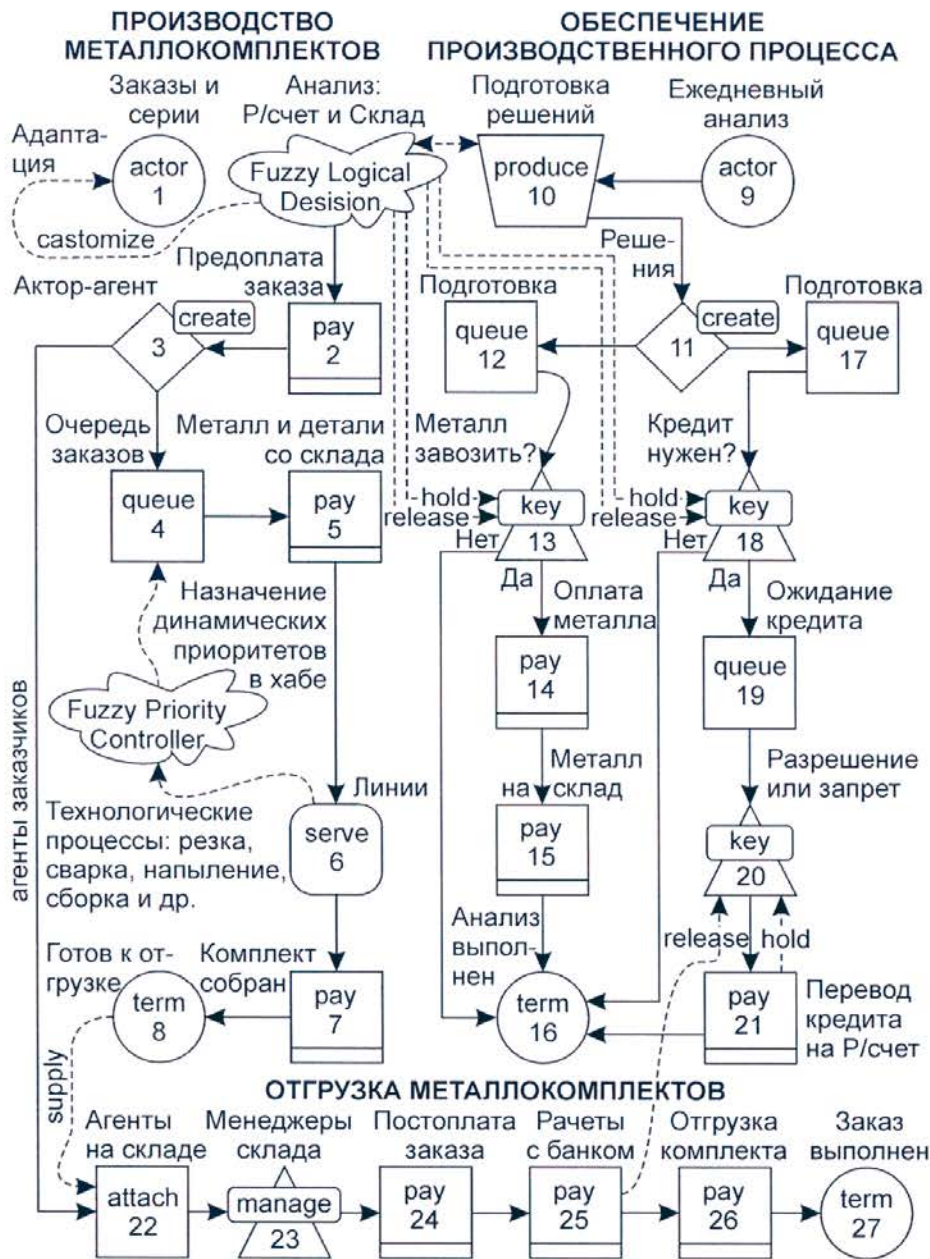 ПРОИЗВОДСТВО
МЕТАЛЛОКОМПЛЕКТОВ
ОБЕСПЕЧЕНИЕ
ПРОИЗВОДСТВЕННОГО ПРОЦЕССА
Заказы и
серии
Анализ:
Р/счет и Склад
Подготовка
решений
Ежедневный
анализ
Адапта-
ция
actor
1
Fuzzy Logical
Desision
produce
10
actor
9
castomize
Предоплата
заказа
Реше-
ния
Актор-агент
create
3
pay
2
Подготовка
queue
12
create
11
Подготовка
queue
17
Очередь
заказов
Металл и детали
со склада
Металл
завозить?
Кредит
нужен?
queue
4
pay
5
hold
release
key
13
Нет
Да
hold
release
key
18
Нет
Да
Назначение
динамических
приоритетов
в хабе
Оплата
металла
pay
14
Ожидание
кредита
queue
19
Fuzzy Priority
Controller
агенты заказчиков
Линии
Металл
на склад
Разрешение
или запрет
Технологические
процессы: резка,
сварка, напыление,
сборка и др.
serve
6
pay
15
key
20
Анализ
выпол-
нен
release
hold
Готов к от-
грузке
Комплект
собран
term
8
pay
7
term
16
pay
21
Перевод
кредита
на Р/счет
supply
ОТГРУЗКА МЕТАЛЛОКОМПЛЕКТОВ
Агенты
на складе
Менеджеры
склада
Постоплата
заказа
Рачеты
с банком
Отгрузка
комплекта
Заказ
выполнен
attach
22
manage
23
pay
24
pay
25
pay
26
term
27